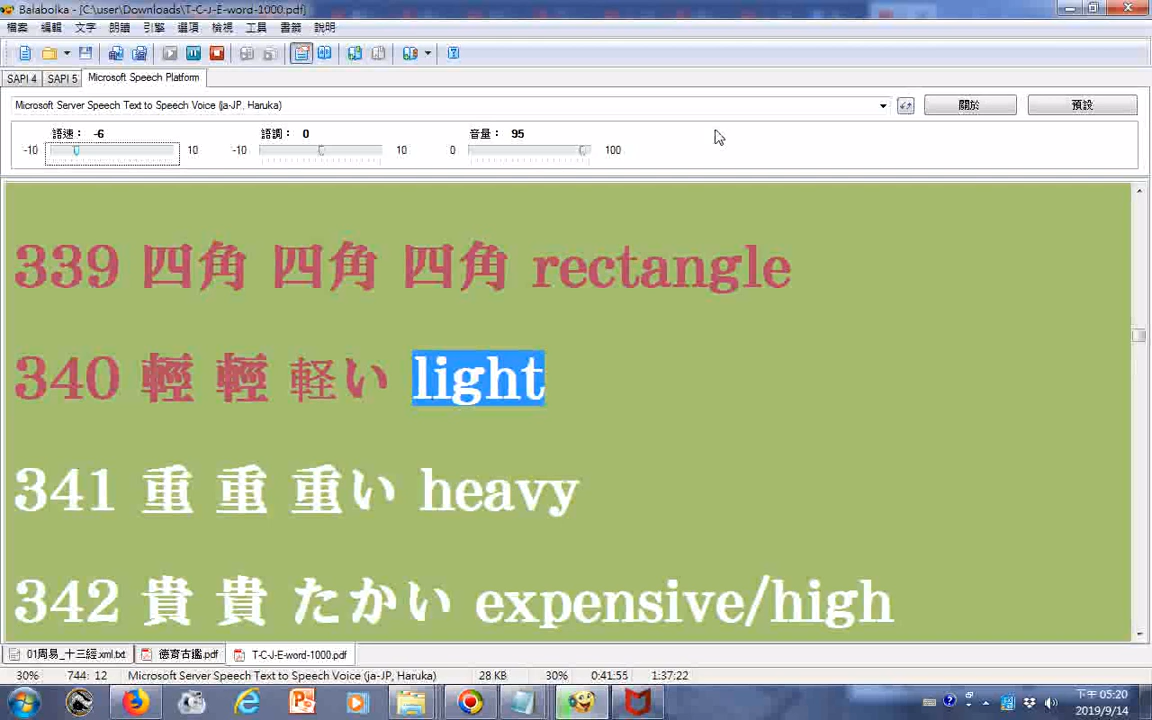 Balabolka - [C:\user\Downloads\T-C-J-E-word-1000.pdf]
檔案 編輯 文字 朗讀 引擎 選項 檢視 工具 書籤 說明
SAPI 4 SAPI 5 Microsoft Speech Platform
Microsoft Server Speech Text to Speech Voice (ja-JP, Haruka) 關於 預設
語速： -6 語調： 0 音量： 95
-10 10 -10 10 0 100
339 四角 四角 四角 rectangle
340 輕 輕 軽い light
341 重 重 重い heavy
342 貴 貴 たかい expensive/high
01周易_十三經.xml.txt 德育古鑑.pdf T-C-J-E-word-1000.pdf
30% 744: 12 Microsoft Server Speech Text to Speech Voice (ja-JP, Haruka) 28 KB 30% 0:41:55 1:37:22
下午 05:20
2019/9/14